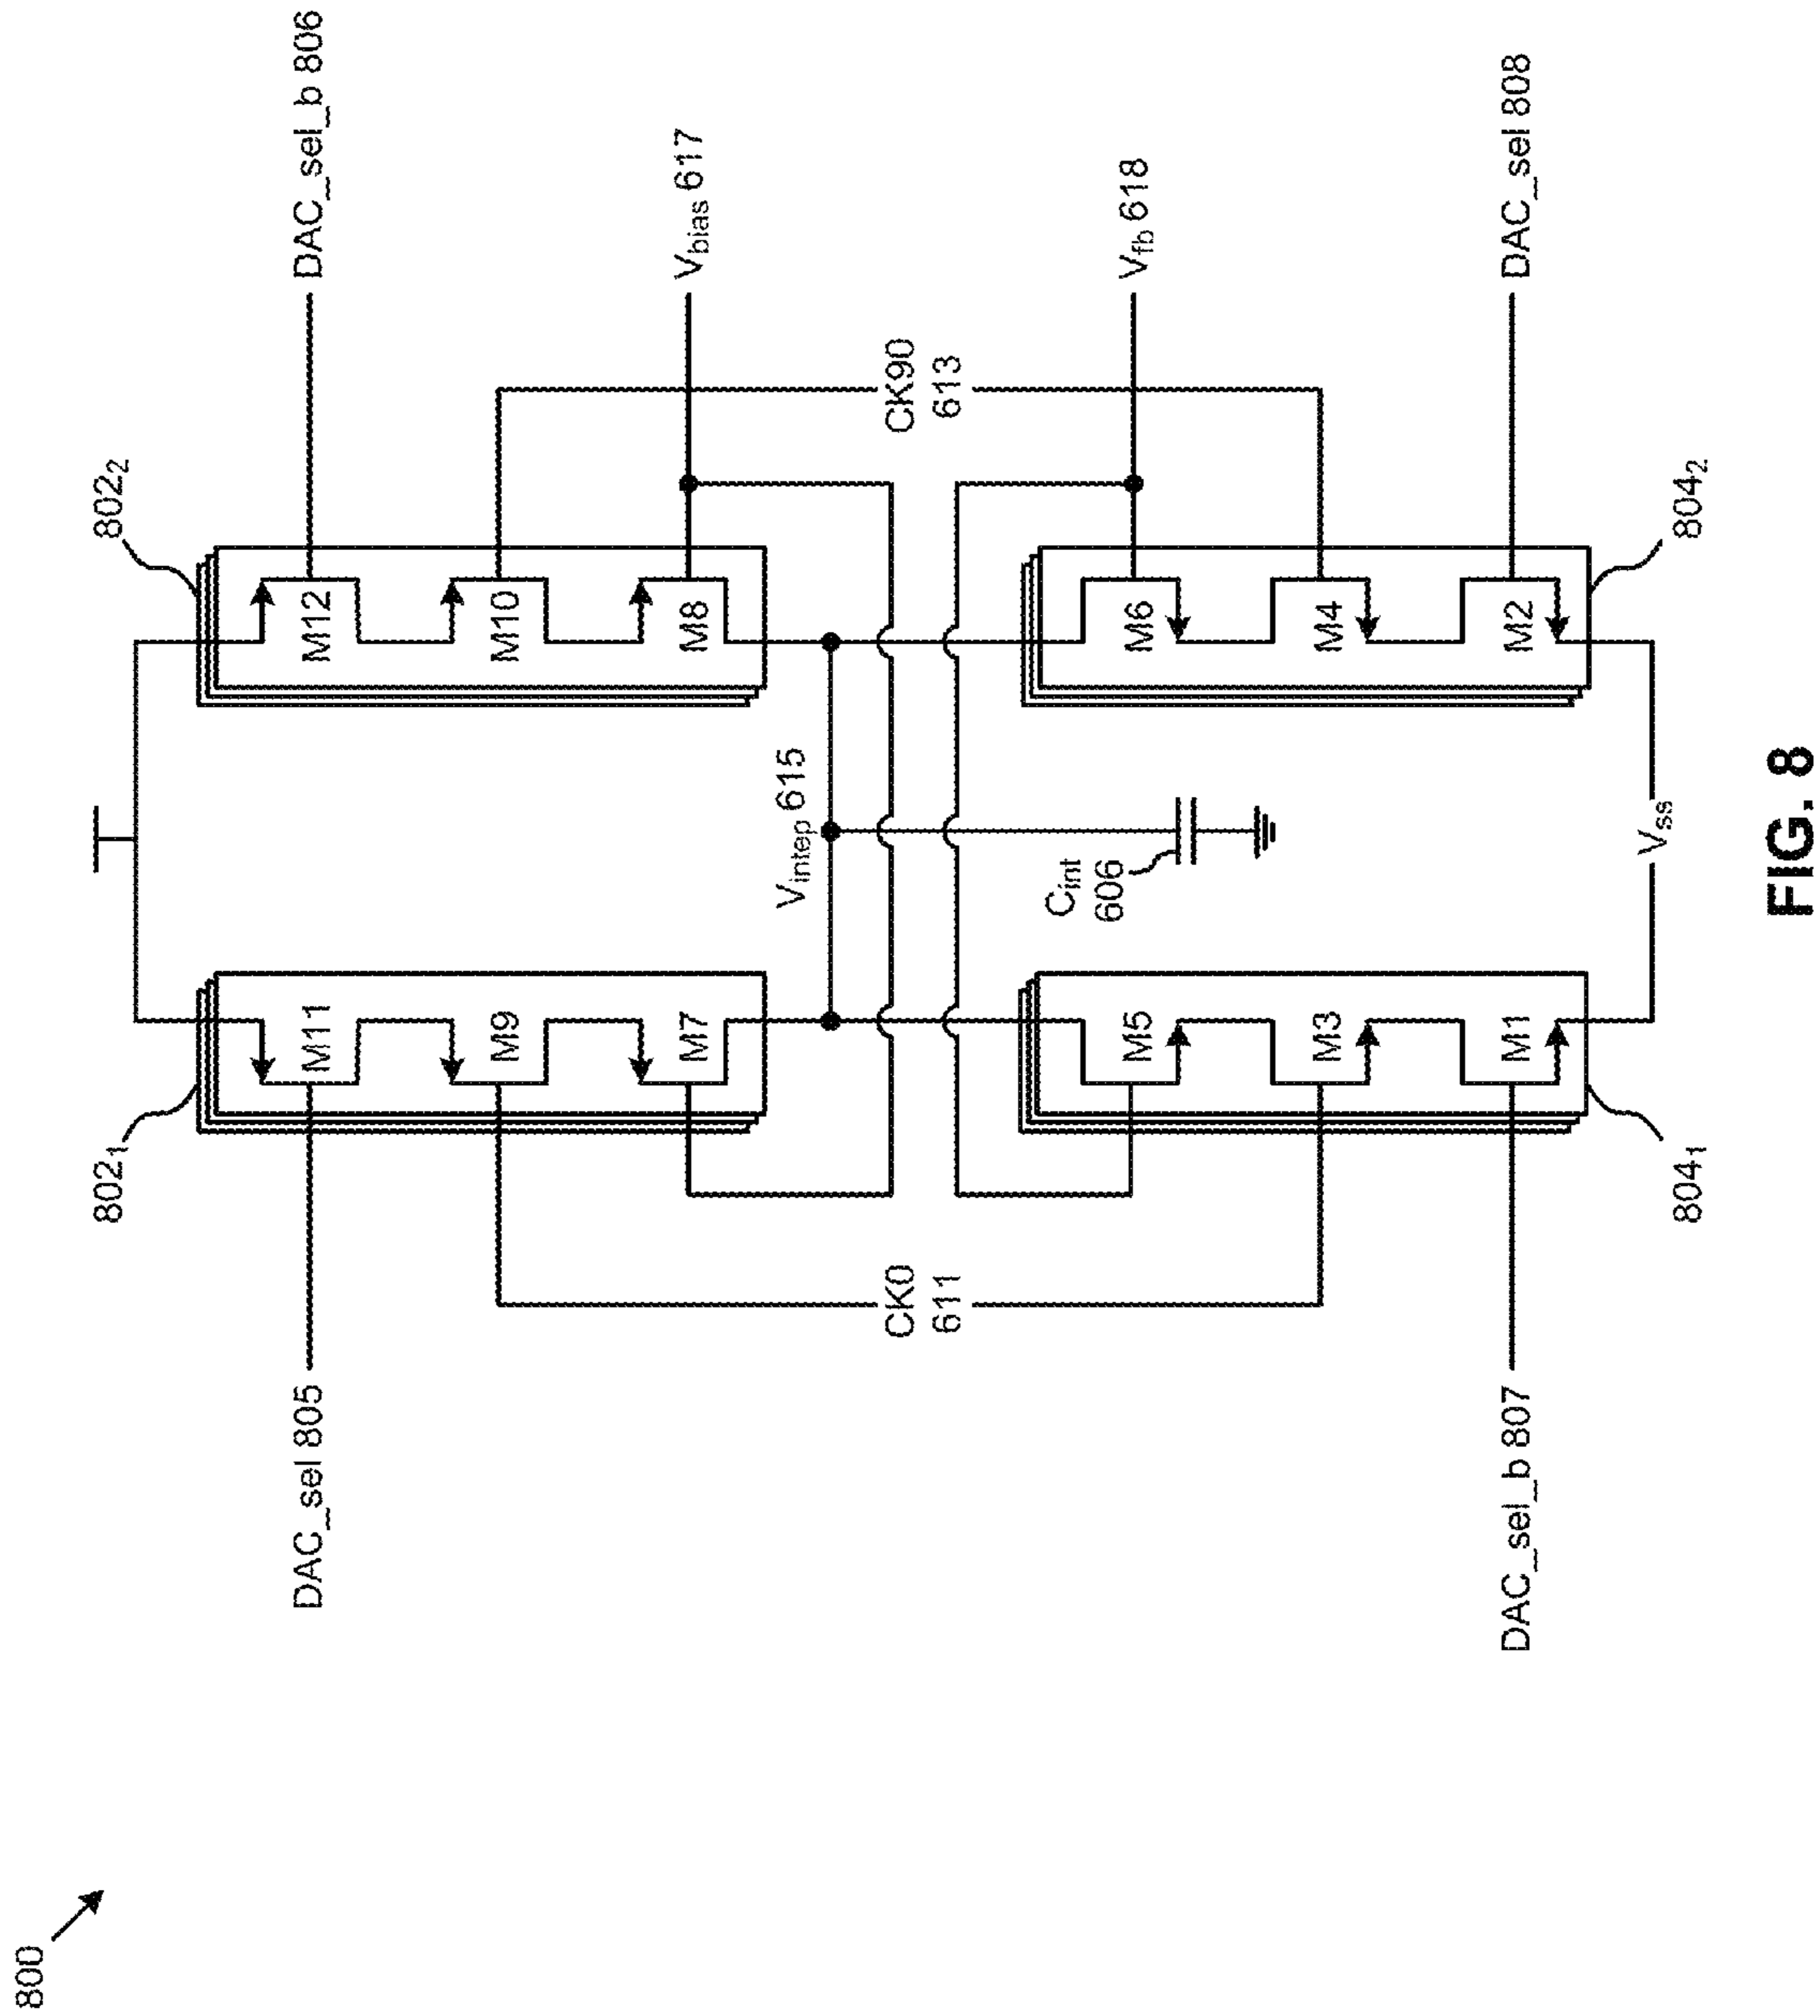 800
802₁
802₂
DAC_sel 805
M11
M12
DAC_sel_b 806
M9
M10
M7
M8
V_bias 617
V_intep 615
CK0
611
CK90
613
C_int
606
M5
M6
V_fb 618
M3
M4
DAC_sel_b 807
M1
M2
DAC_sel 808
V_ss
804₁
804₂
FIG. 8